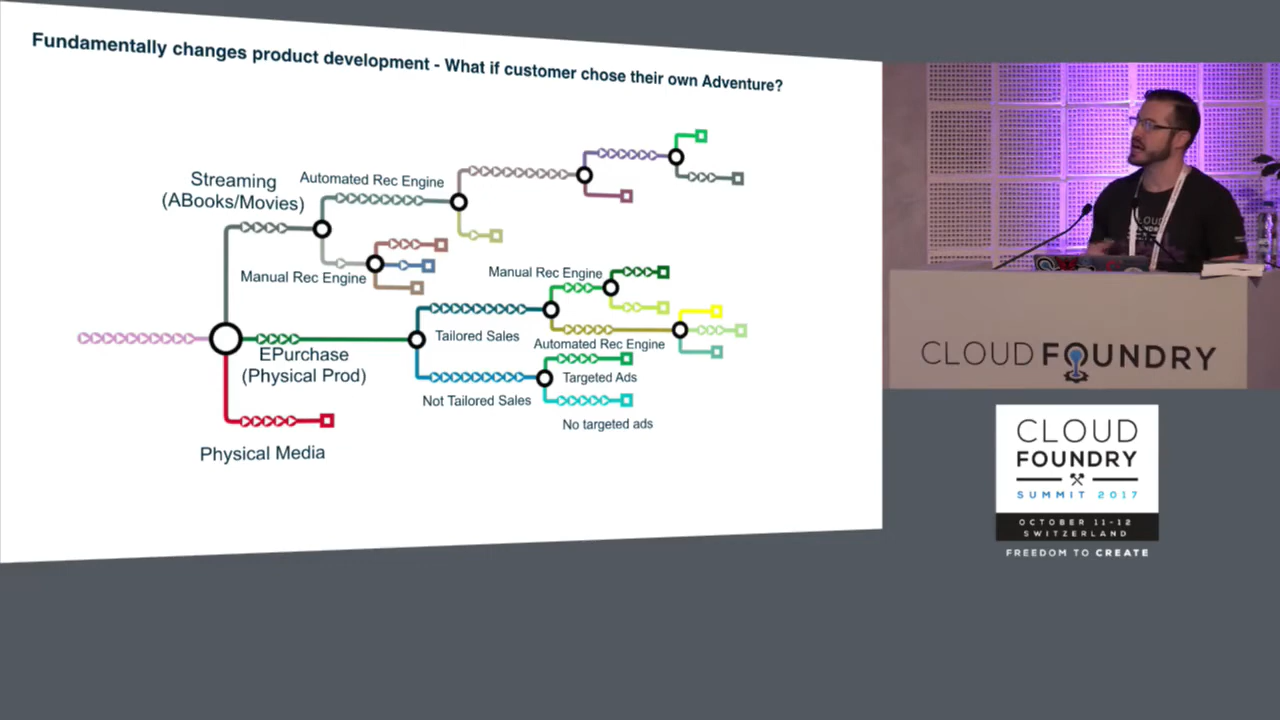 Fundamentally changes product development - What if customer chose their own Adventure?
Streaming
(ABooks/Movies)
Automated Rec Engine
Manual Rec Engine
Manual Rec Engine
Tailored Sales
Automated Rec Engine
EPurchase
(Physical Prod)
Targeted Ads
Not Tailored Sales
No targeted ads
Physical Media
CLOUD FOUNDRY
CLOUD
FOUNDRY
SUMMIT 2017
OCTOBER 11-12
SWITZERLAND
FREEDOM TO CREATE